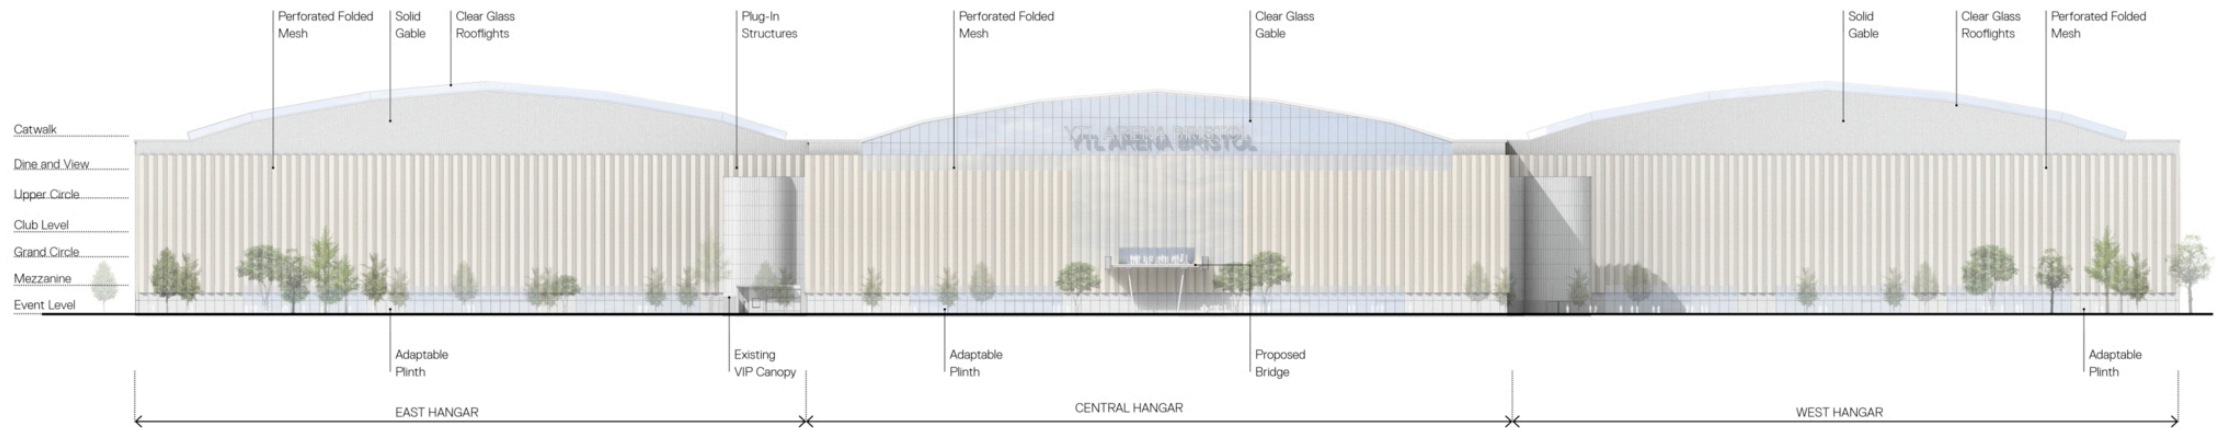 Perforated Folded
Mesh
Solid
Gable
Clear Glass
Rooflights
Plug-In
Structures
Perforated Folded
Mesh
Clear Glass
Gable
Solid
Gable
Clear Glass
Rooflights
Perforated Folded
Mesh
Catwalk
Dine and View
Upper Circle
Club Level
Grand Circle
Mezzanine
Event Level
YTL ARENA BRISTOL
Adaptable
Plinth
Existing
VIP Canopy
Adaptable
Plinth
Proposed
Bridge
Adaptable
Plinth
EAST HANGAR
CENTRAL HANGAR
WEST HANGAR